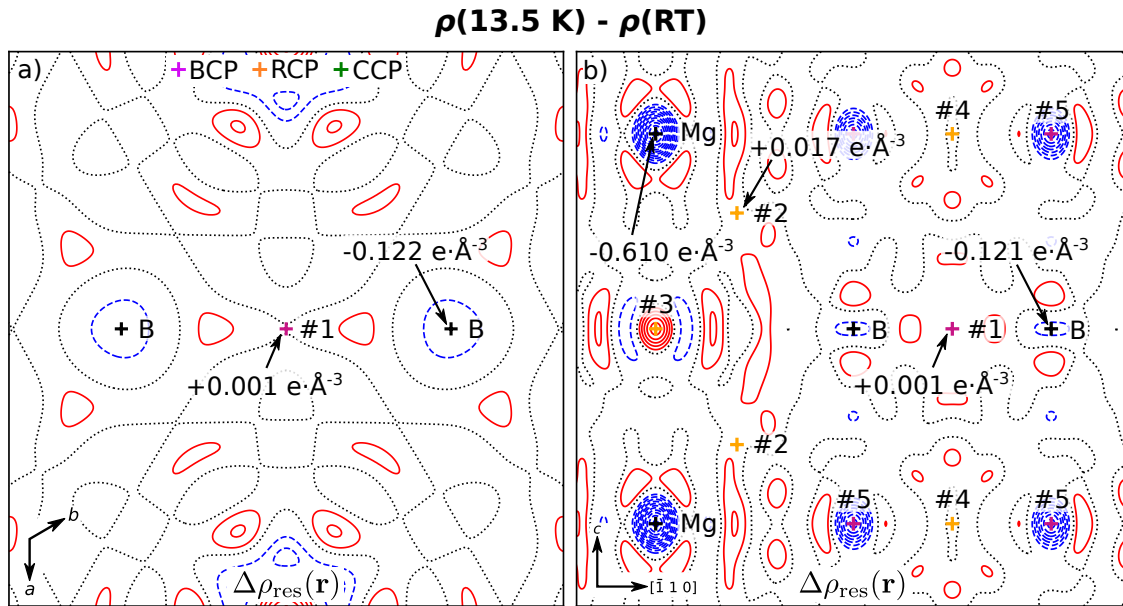 ρ(13.5 K) - ρ(RT)
a)
+BCP +RCP +CCP
-0.122 e·Å⁻³
B
#1
B
+0.001 e·Å⁻³
b
a
Δρres(r)
b)
Mg
#4
#5
+0.017 e·Å⁻³
#2
-0.610 e·Å⁻³
-0.121 e·Å⁻³
#3
B
#1
B
+0.001 e·Å⁻³
#2
#5
#4
#5
Mg
c
[1̄ 1 0]
Δρres(r)